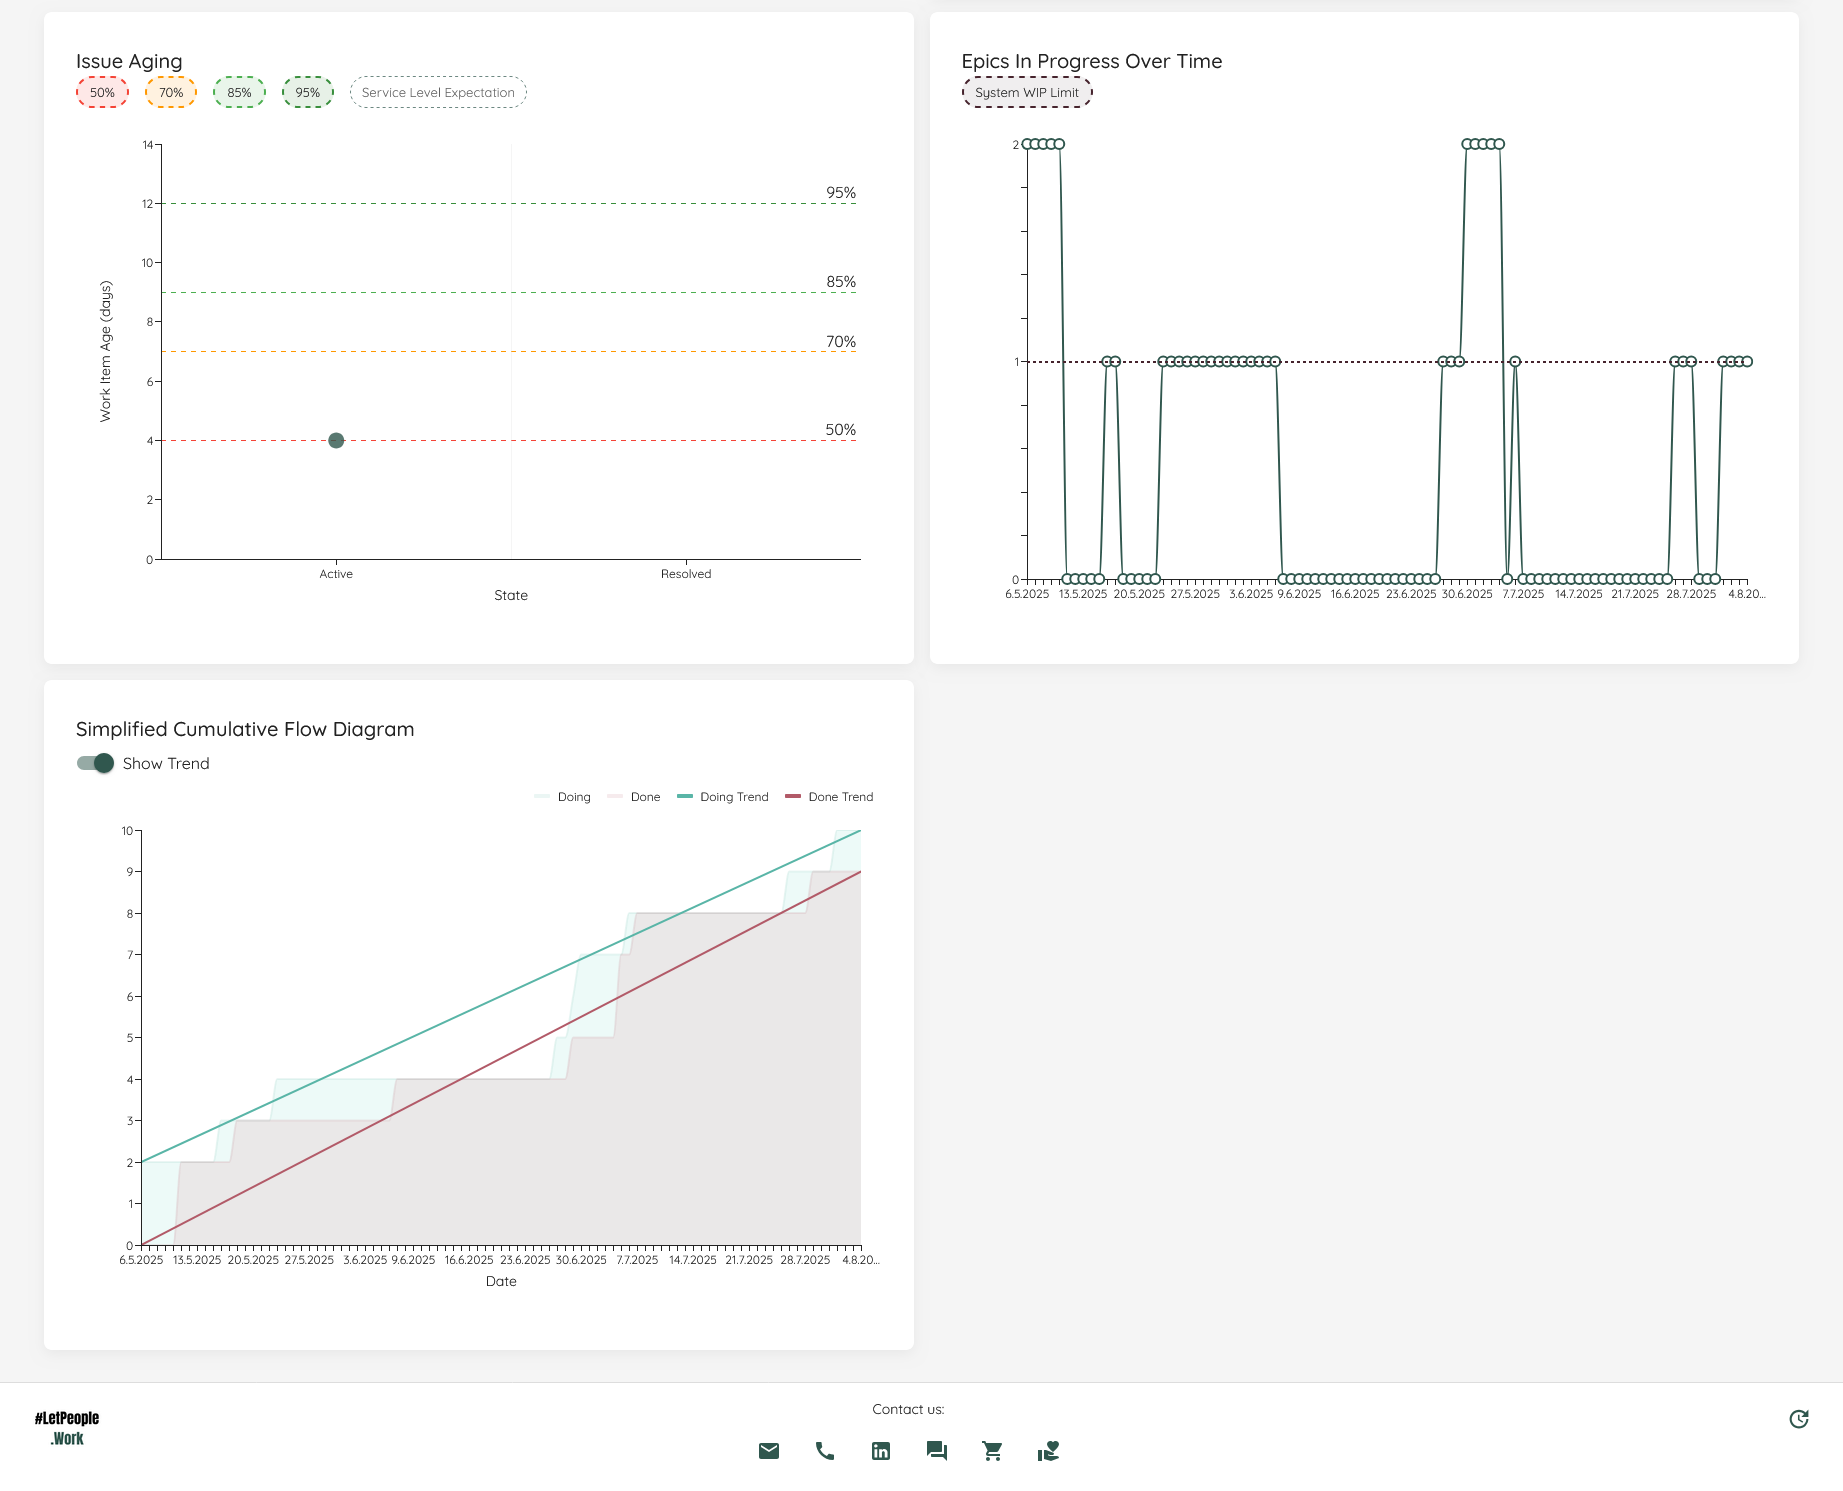 Issue Aging
50% 70% 85% 95% Service Level Expectation
14
12
10
8
6
4
2
0
Work Item Age (days)
95%
85%
70%
50%
Active Resolved
State
Epics In Progress Over Time
System WIP Limit
2
1
0
6.5.2025 13.5.2025 20.5.2025 27.5.2025 3.6.2025 9.6.2025 16.6.2025 23.6.2025 30.6.2025 7.7.2025 14.7.2025 21.7.2025 28.7.2025 4.8.20...
Simplified Cumulative Flow Diagram
Show Trend
Doing Done Doing Trend Done Trend
10
9
8
7
6
5
4
3
2
1
0
6.5.2025 13.5.2025 20.5.2025 27.5.2025 3.6.2025 9.6.2025 16.6.2025 23.6.2025 30.6.2025 7.7.2025 14.7.2025 21.7.2025 28.7.2025 4.8.20...
Date
#LetPeople
.Work
Contact us:
in